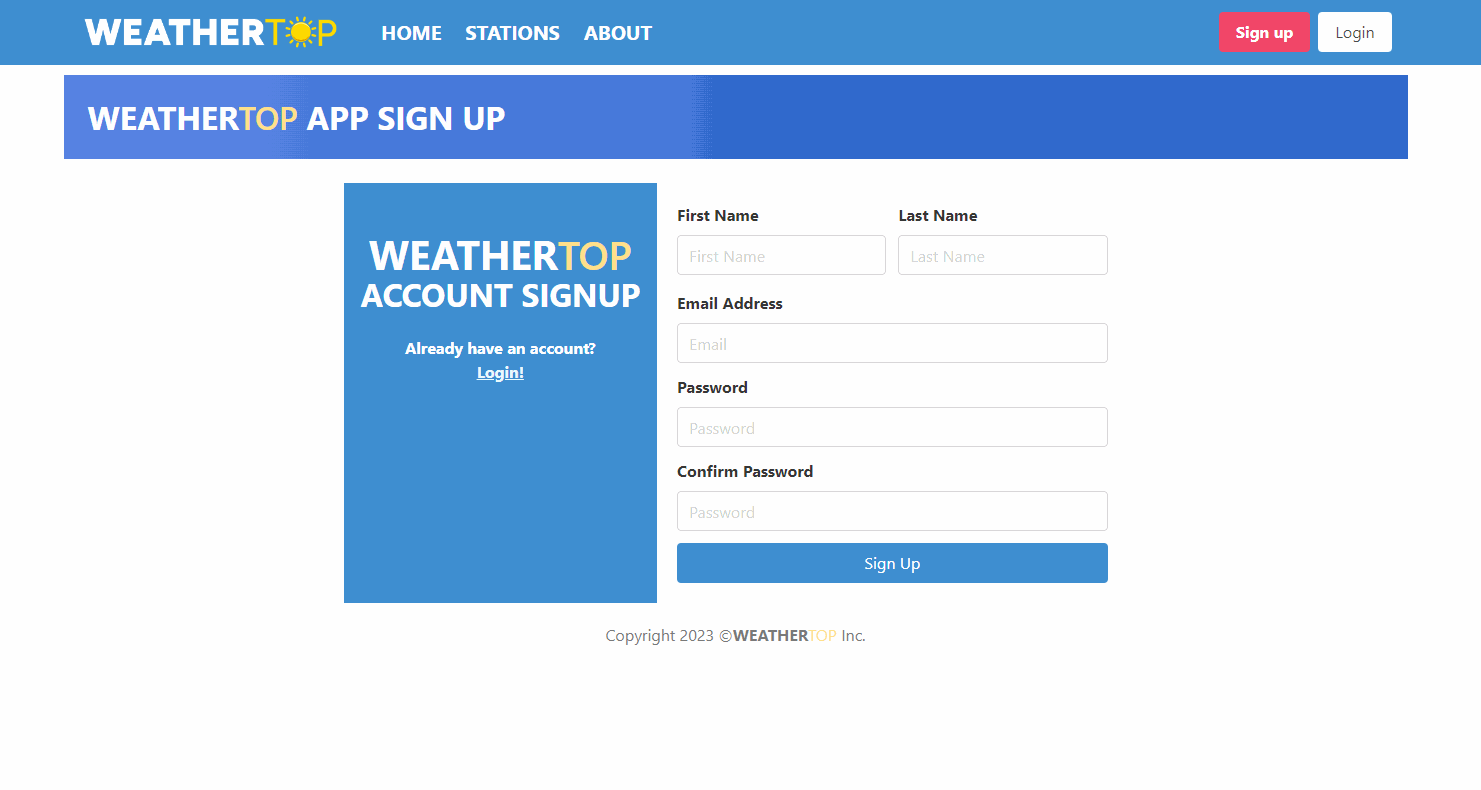 WEATHERTOP HOME STATIONS ABOUT Sign up Login
WEATHERTOP APP SIGN UP
WEATHERTOP
ACCOUNT SIGNUP
Already have an account?
Login!
First Name Last Name
First Name Last Name
Email Address
Email
Password
Password
Confirm Password
Password
Sign Up
Copyright 2023 ©WEATHERTOP Inc.